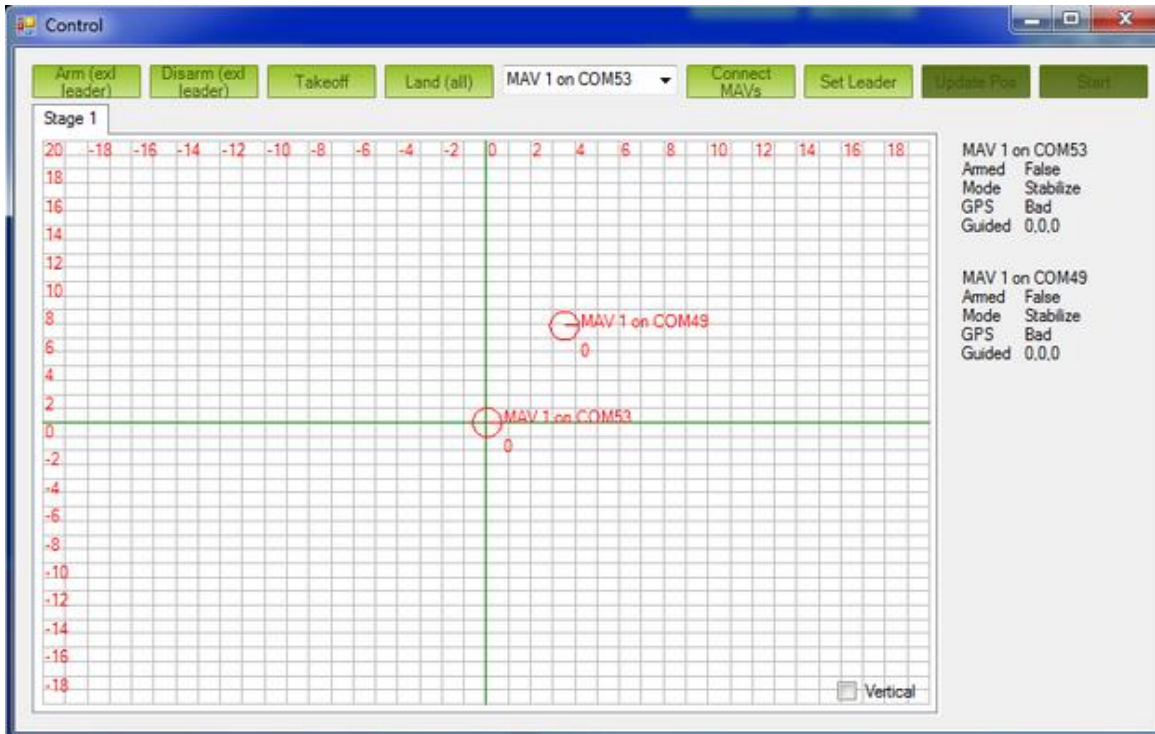 Control
Arm (exl leader)
Disarm (exl leader)
Takeoff
Land (all)
MAV 1 on COM53
Connect MAVs
Set Leader
Update Pos
Start
Stage 1
20 -18 -16 -14 -12 -10 -8 -6 -4 -2 0 2 4 6 8 10 12 14 16 18
18
16
14
12
10
8
6
4
2
0
-2
-4
-6
-8
-10
-12
-14
-16
-18
MAV 1 on COM49
0
MAV 1 on COM53
0
Vertical
MAV 1 on COM53
Armed False
Mode Stabilize
GPS Bad
Guided 0,0,0
MAV 1 on COM49
Armed False
Mode Stabilize
GPS Bad
Guided 0,0,0